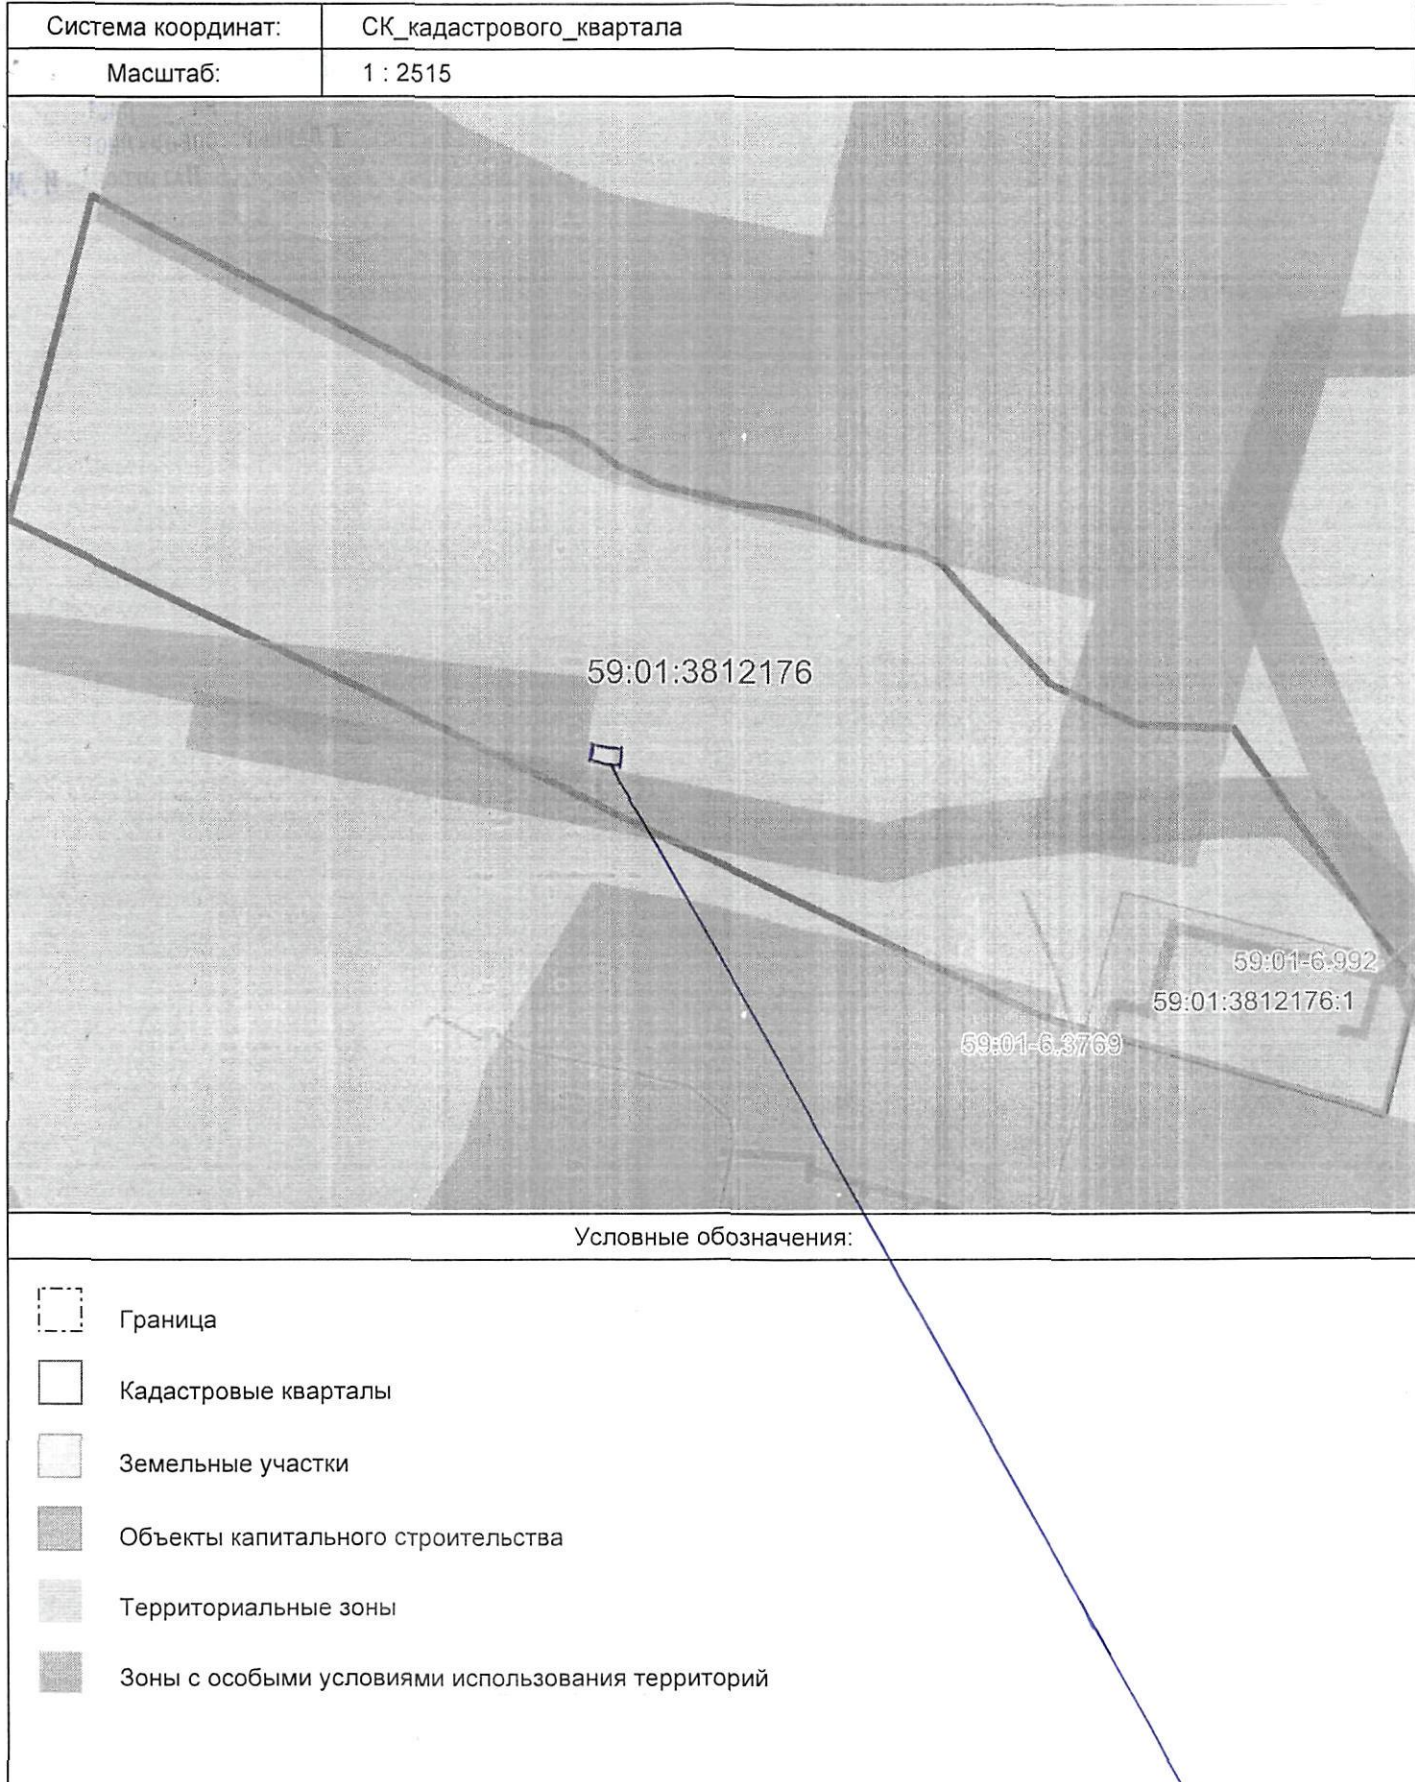 Система координат: СК_кадастрового_квартала
Масштаб: 1 : 2515
59:01:3812176
59:01-6.992
59:01:3812176:1
59:01-6.3769
Условные обозначения:
Граница
Кадастровые кварталы
Земельные участки
Объекты капитального строительства
Территориальные зоны
Зоны с особыми условиями использования территорий